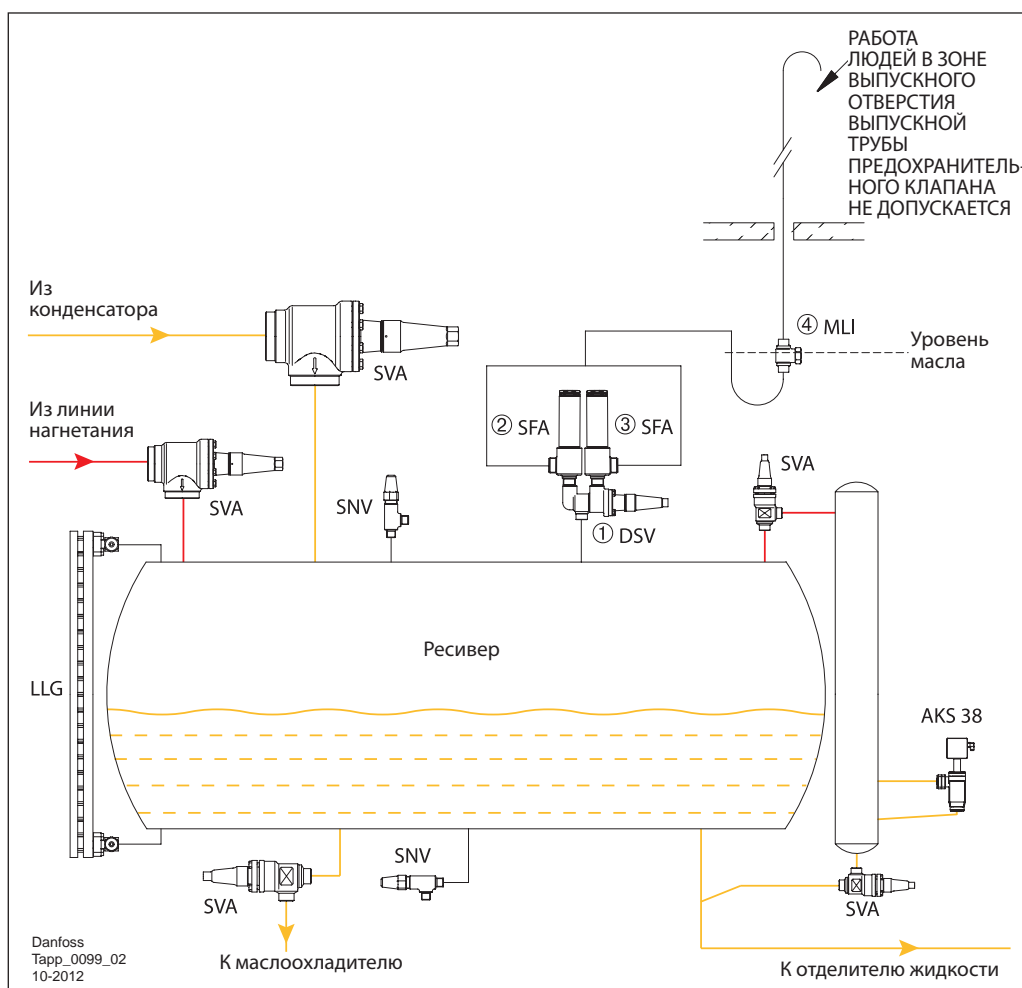 РАБОТА
ЛЮДЕЙ В ЗОНЕ
ВЫПУСКНОГО
ОТВЕРСТИЯ
ВЫПУСКНОЙ
ТРУБЫ
ПРЕДОХРАНИТЕЛЬ-
НОГО КЛАПАНА
НЕ ДОПУСКАЕТСЯ
Из
конденсатора
SVA
④ MLI
Уровень
масла
Из линии
нагнетания
SVA
SNV
② SFA
③ SFA
① DSV
SVA
LLG
Ресивер
AKS 38
SVA
SNV
SVA
К маслоохладителю
К отделителю жидкости
Danfoss
Tapp_0099_02
10-2012